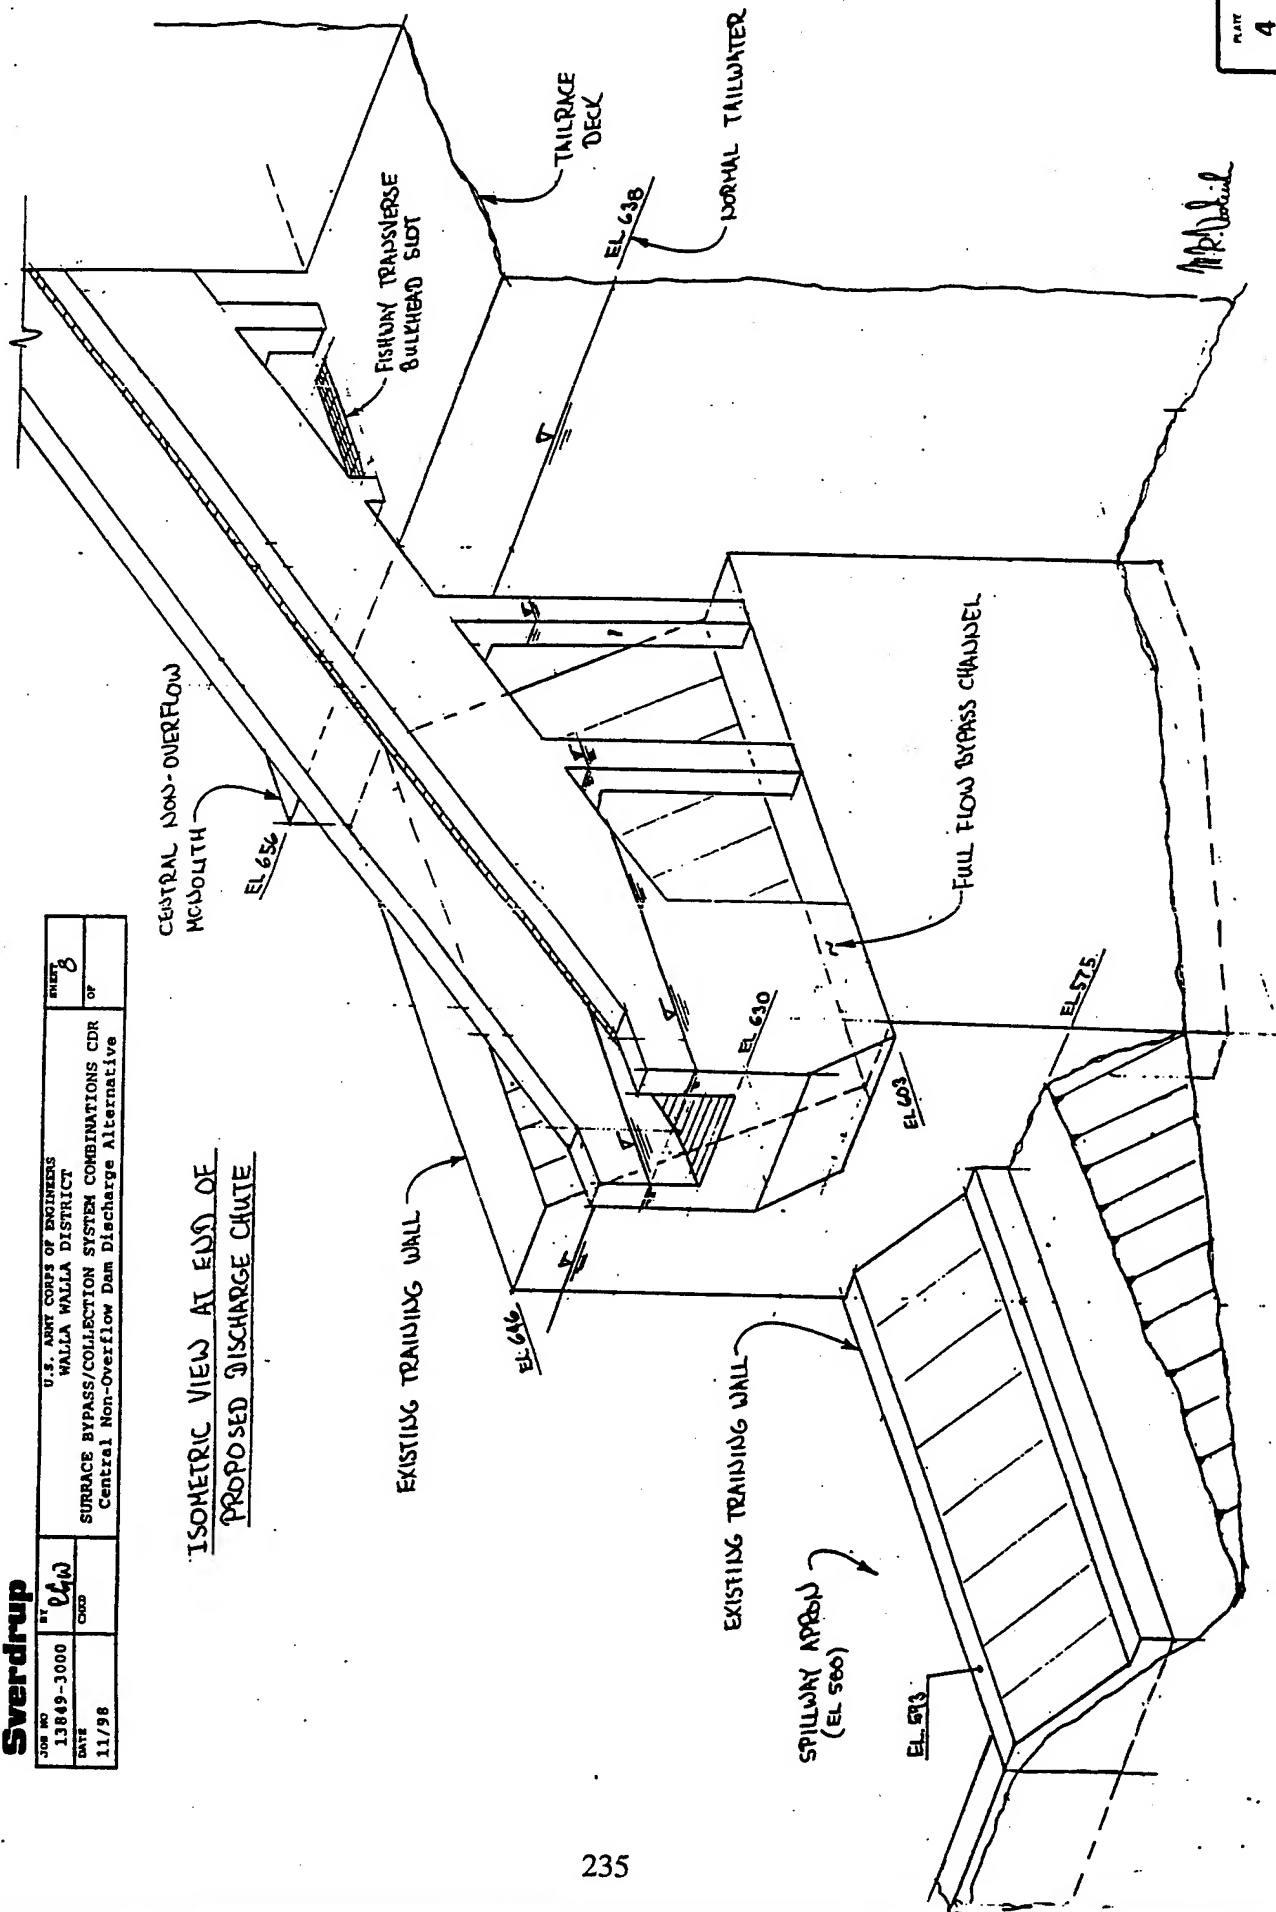 Sverdrup
JOB NO
13849-3000
BY
DATE
11/98
CHKD
U.S. ARMY CORPS OF ENGINEERS
WALLA WALLA DISTRICT
SURRACE BYPASS/COLLECTION SYSTEM COMBINATIONS CDR
Central Non-Overflow Dam Discharge Alternative
SHEET
8
OF
ISOMETRIC VIEW AT END OF
PROPOSED DISCHARGE CHUTE
CENTRAL NON-OVERFLOW
MONOLITH
EL 656
FISHWAY TRANSVERSE
BULKHEAD SLOT
TAILRACE
DECK
EL 638
NORMAL TAILWATER
EXISTING TRAINING WALL
EL 646
EL 630
EL 603
FULL FLOW BYPASS CHANNEL
EL 575
EXISTING TRAINING WALL
SPILLWAY APRON
(EL 580)
EL 593
PLATE
4
235